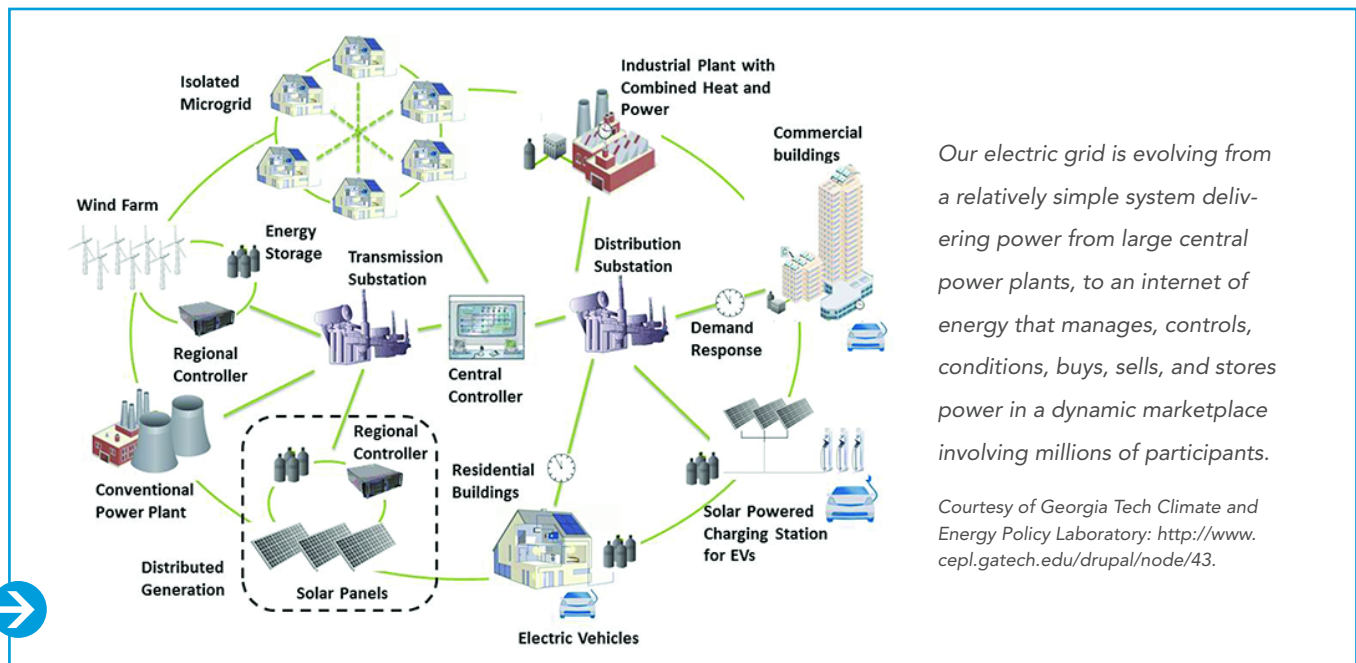 Isolated
Microgrid
Industrial Plant with
Combined Heat and
Power
Commercial
buildings
Wind Farm
Energy
Storage
Transmission
Substation
Distribution
Substation
Regional
Controller
Central
Controller
Demand
Response
Conventional
Power Plant
Regional
Controller
Residential
Buildings
Solar Powered
Charging Station
for EVs
Distributed
Generation
Solar Panels
Electric Vehicles
Our electric grid is evolving from
a relatively simple system deliv-
ering power from large central
power plants, to an internet of
energy that manages, controls,
conditions, buys, sells, and stores
power in a dynamic marketplace
involving millions of participants.
Courtesy of Georgia Tech Climate and
Energy Policy Laboratory: http://www.
cepl.gatech.edu/drupal/node/43.